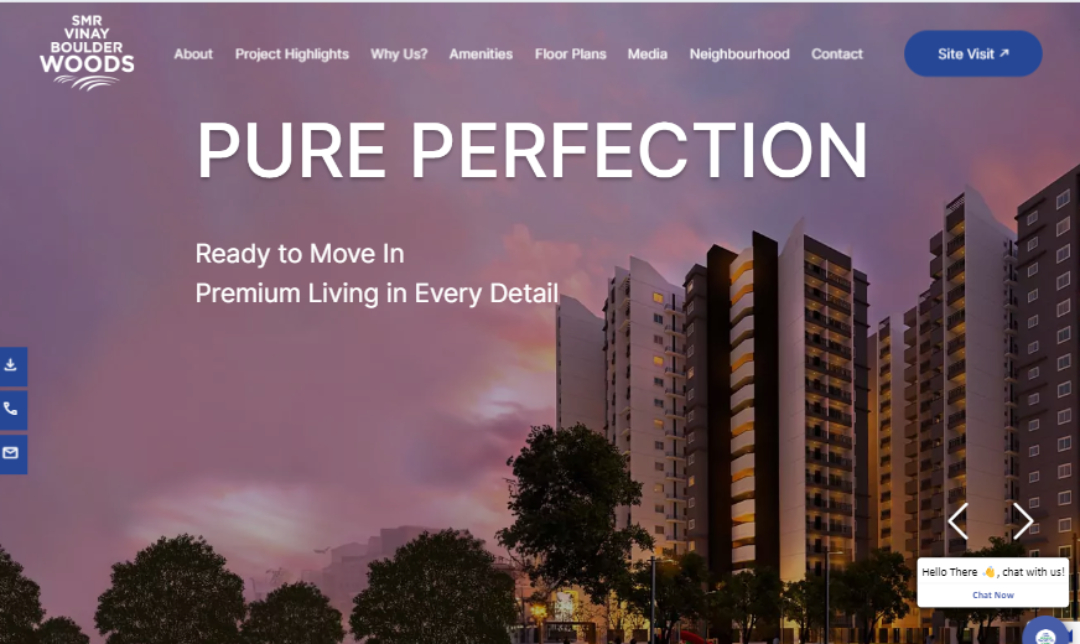 SMR
VINAY
BOULDER
WOODS
About Project Highlights Why Us? Amenities Floor Plans Media Neighbourhood Contact Site Visit ↗
PURE PERFECTION
Ready to Move In
Premium Living in Every Detail
Hello There 👋, chat with us!
Chat Now